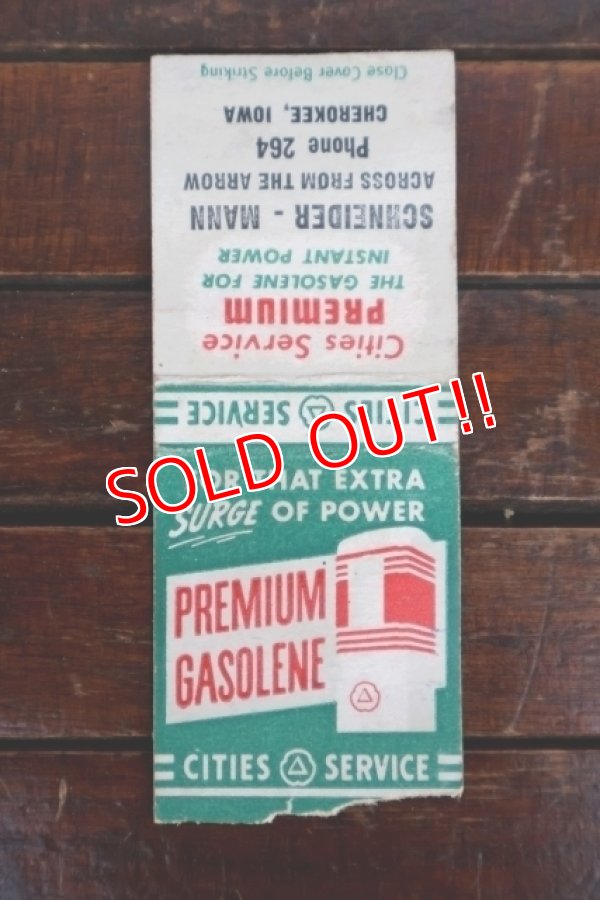 Cities Service
PREMIUM
THE GASOLENE FOR
INSTANT POWER
SCHNEIDER - MANN
ACROSS FROM THE ARROW
Phone 264
CHEROKEE, IOWA
Close Cover Before Striking
CITIES SERVICE
SOLD OUT!!
FOR THAT EXTRA
SURGE OF POWER
PREMIUM
GASOLENE
CITIES SERVICE